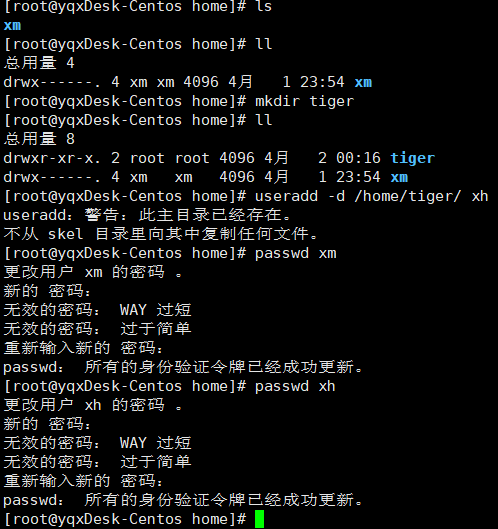 [root@yqxDesk-Centos home]# ls
xm
[root@yqxDesk-Centos home]# ll
总用量 4
drwx------. 4 xm xm 4096 4月   1 23:54 xm
[root@yqxDesk-Centos home]# mkdir tiger
[root@yqxDesk-Centos home]# ll
总用量 8
drwxr-xr-x. 2 root root 4096 4月   2 00:16 tiger
drwx------. 4 xm   xm   4096 4月   1 23:54 xm
[root@yqxDesk-Centos home]# useradd -d /home/tiger/ xh
useradd：警告：此主目录已经存在。
不从 skel 目录里向其中复制任何文件。
[root@yqxDesk-Centos home]# passwd xm
更改用户 xm 的密码 。
新的 密码：
无效的密码： WAY 过短
无效的密码： 过于简单
重新输入新的 密码：
passwd： 所有的身份验证令牌已经成功更新。
[root@yqxDesk-Centos home]# passwd xh
更改用户 xh 的密码 。
新的 密码：
无效的密码： WAY 过短
无效的密码： 过于简单
重新输入新的 密码：
passwd： 所有的身份验证令牌已经成功更新。
[root@yqxDesk-Centos home]#